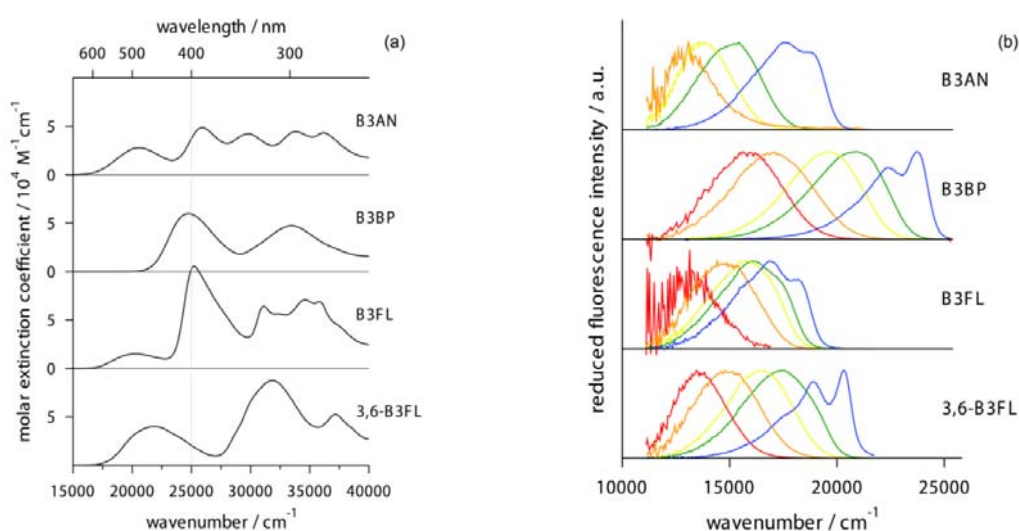 wavelength / nm
600 500 400 300
(a)
molar extinction coefficient / 10⁴ M⁻¹cm⁻¹
B3AN
5
0
B3BP
5
0
B3FL
5
0
3,6-B3FL
5
15000 20000 25000 30000 35000 40000
wavenumber / cm⁻¹
(b)
reduced fluorescence intensity / a.u.
B3AN
B3BP
B3FL
3,6-B3FL
10000 15000 20000 25000
wavenumber / cm⁻¹